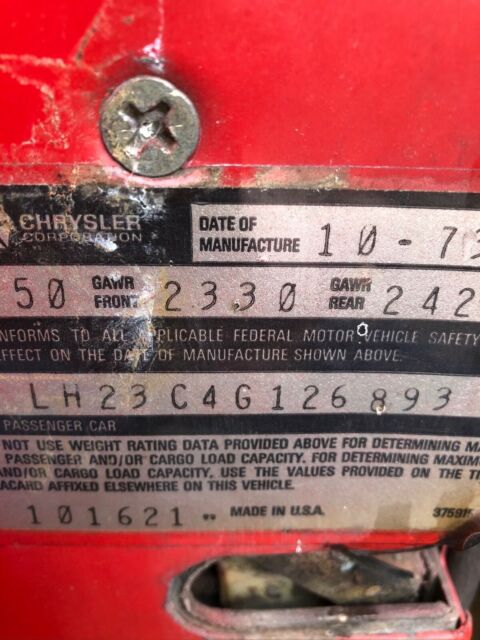 CHRYSLER
CORPORATION
DATE OF
MANUFACTURE 10-73
50 GAWR
FRONT 2330 GAWR
REAR 242
NFORMS TO ALL APPLICABLE FEDERAL MOTOR VEHICLE SAFETY
EFFECT ON THE DATE OF MANUFACTURE SHOWN ABOVE.
LH23C4G126893
PASSENGER CAR
NOT USE WEIGHT RATING DATA PROVIDED ABOVE FOR DETERMINING
PASSENGER AND/OR CARGO LOAD CAPACITY. FOR DETERMINING MAXIM
AND/OR CARGO LOAD CAPACITY, USE THE VALUES PROVIDED ON THE
ACARD AFFIXED ELSEWHERE ON THIS VEHICLE.
101621 MADE IN U.S.A. 37591